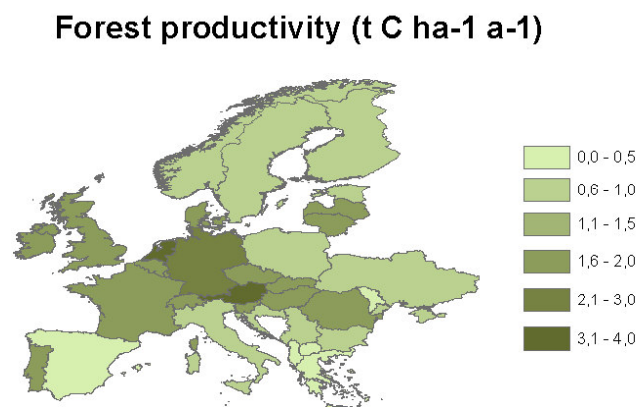 Forest productivity (t C ha-1 a-1)
0,0 - 0,5
0,6 - 1,0
1,1 - 1,5
1,6 - 2,0
2,1 - 3,0
3,1 - 4,0